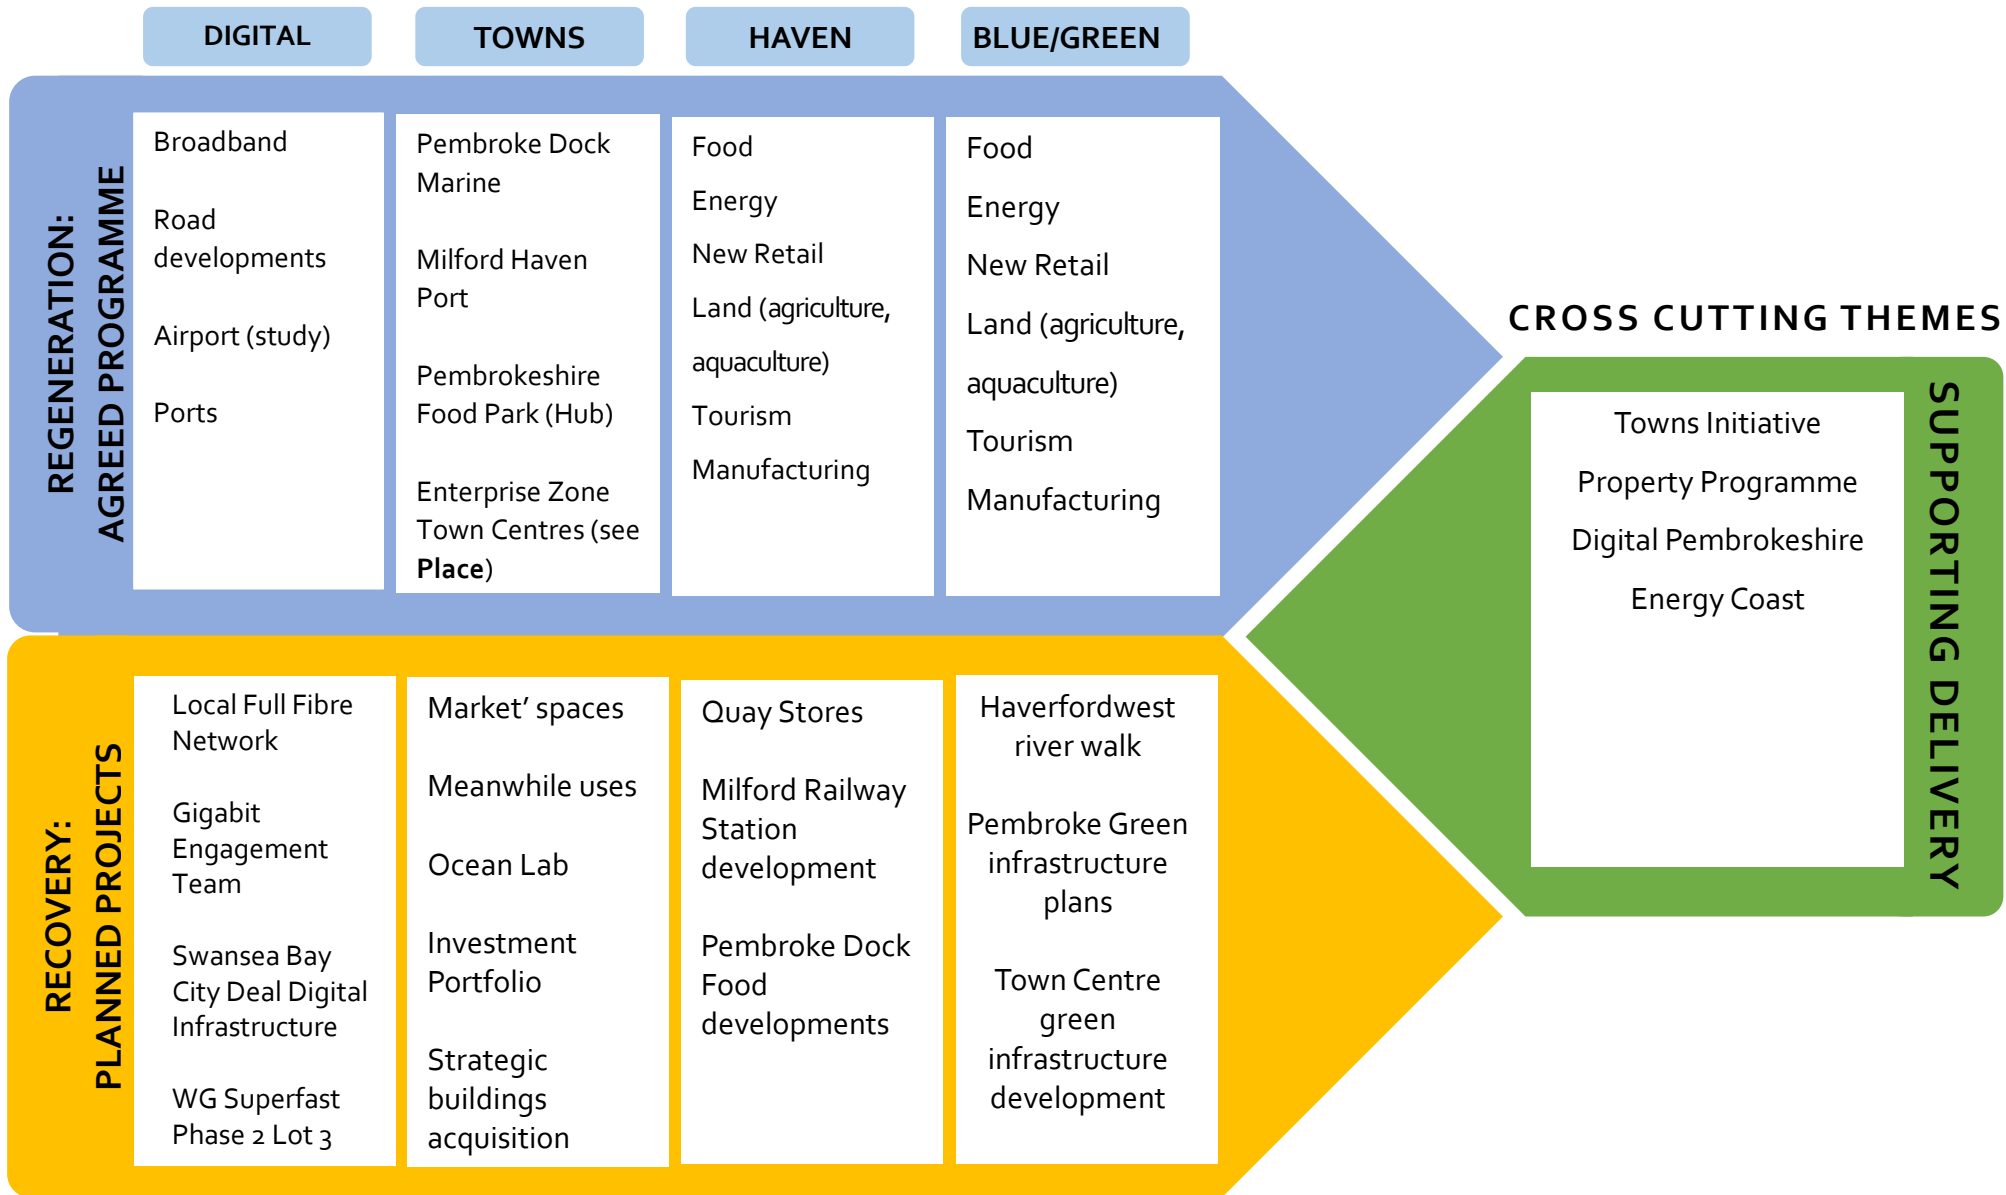 DIGITAL
TOWNS
HAVEN
BLUE/GREEN
REGENERATION:
AGREED PROGRAMME
Broadband
Road
developments
Airport (study)
Ports
Pembroke Dock
Marine
Milford Haven
Port
Pembrokeshire
Food Park (Hub)
Enterprise Zone
Town Centres (see
Place)
Food
Energy
New Retail
Land (agriculture,
aquaculture)
Tourism
Manufacturing
Food
Energy
New Retail
Land (agriculture,
aquaculture)
Tourism
Manufacturing
RECOVERY:
PLANNED PROJECTS
Local Full Fibre
Network
Gigabit
Engagement
Team
Swansea Bay
City Deal Digital
Infrastructure
WG Superfast
Phase 2 Lot 3
Market’ spaces
Meanwhile uses
Ocean Lab
Investment
Portfolio
Strategic
buildings
acquisition
Quay Stores
Milford Railway
Station
development
Pembroke Dock
Food
developments
Haverfordwest
river walk
Pembroke Green
infrastructure
plans
Town Centre
green
infrastructure
development
CROSS CUTTING THEMES
Towns Initiative
Property Programme
Digital Pembrokeshire
Energy Coast
SUPPORTING DELIVERY